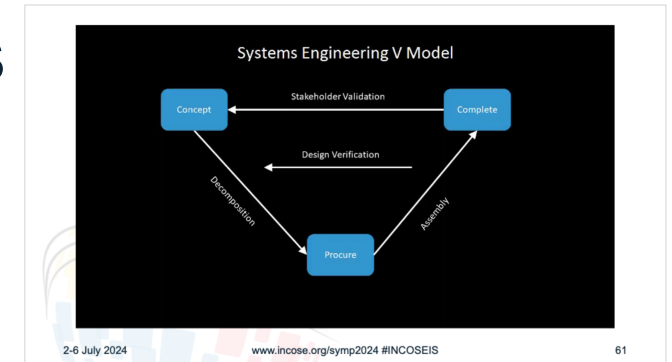 s
Systems Engineering V Model
Stakeholder Validation
Concept
Complete
Design Verification
Decomposition
Assembly
Procure
2-6 July 2024
www.incose.org/symp2024 #INCOSEIS
61